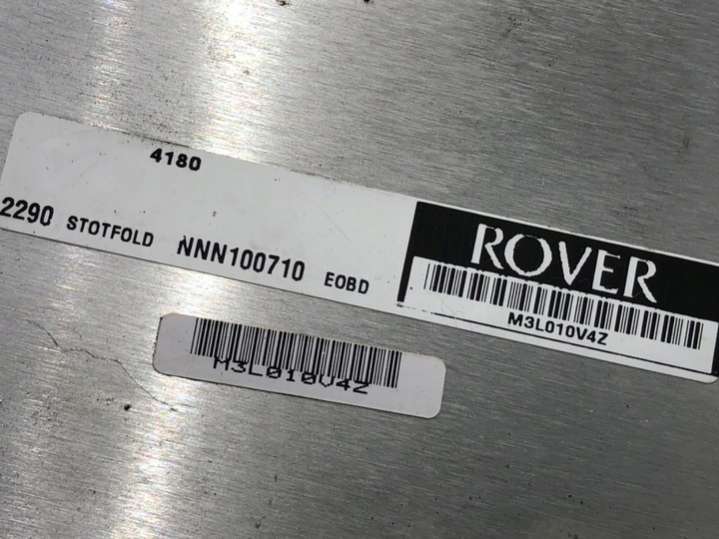 4180
2290 STOTFOLD NNN100710 EOBD
ROVER
M3L010V4Z
M3L010V4Z